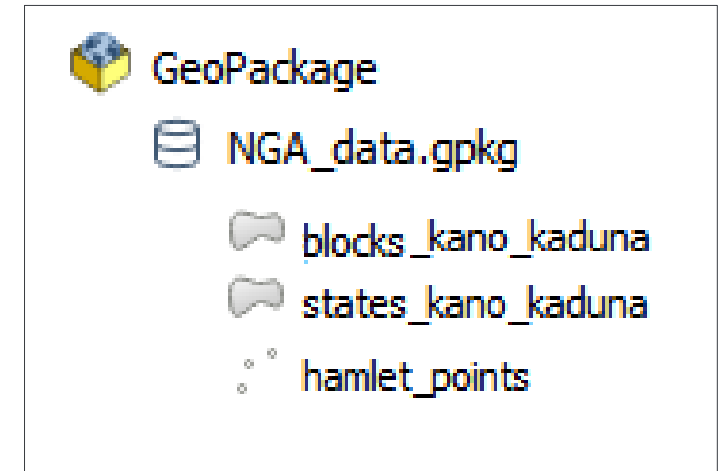 GeoPackage
NGA_data.gpkg
blocks_kano_kaduna
states_kano_kaduna
hamlet_points